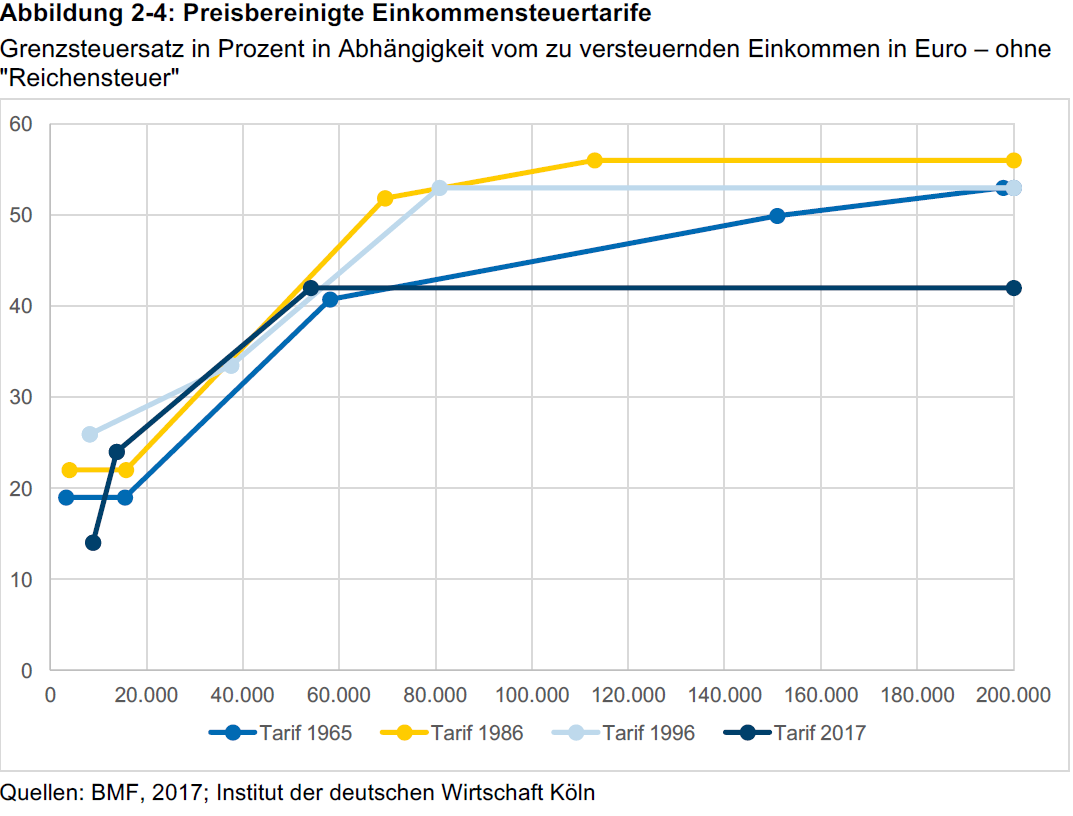 Abbildung 2-4: Preisbereinigte Einkommensteuertarife
Grenzsteuersatz in Prozent in Abhängigkeit vom zu versteuernden Einkommen in Euro – ohne
"Reichensteuer"
60
50
40
30
20
10
0
0 20.000 40.000 60.000 80.000 100.000 120.000 140.000 160.000 180.000 200.000
Tarif 1965 Tarif 1986 Tarif 1996 Tarif 2017
Quellen: BMF, 2017; Institut der deutschen Wirtschaft Köln